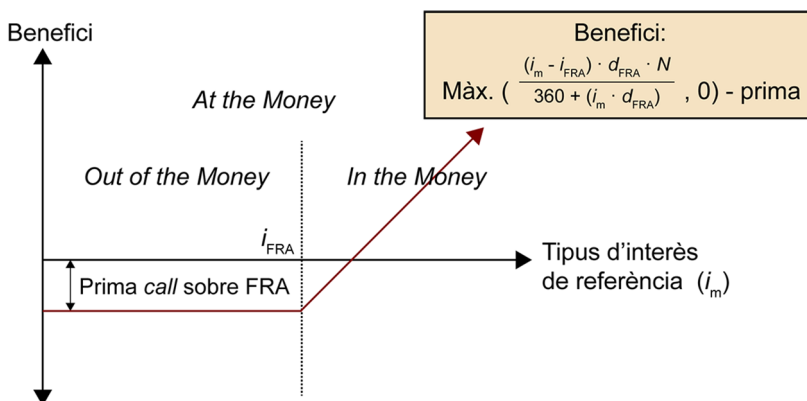 Benefici
Benefici:
Màx. ( (i_m - i_FRA) · d_FRA · N / 360 + (i_m · d_FRA) , 0) - prima
At the Money
Out of the Money
In the Money
i_FRA
Tipus d’interès
de referència (i_m)
Prima call sobre FRA